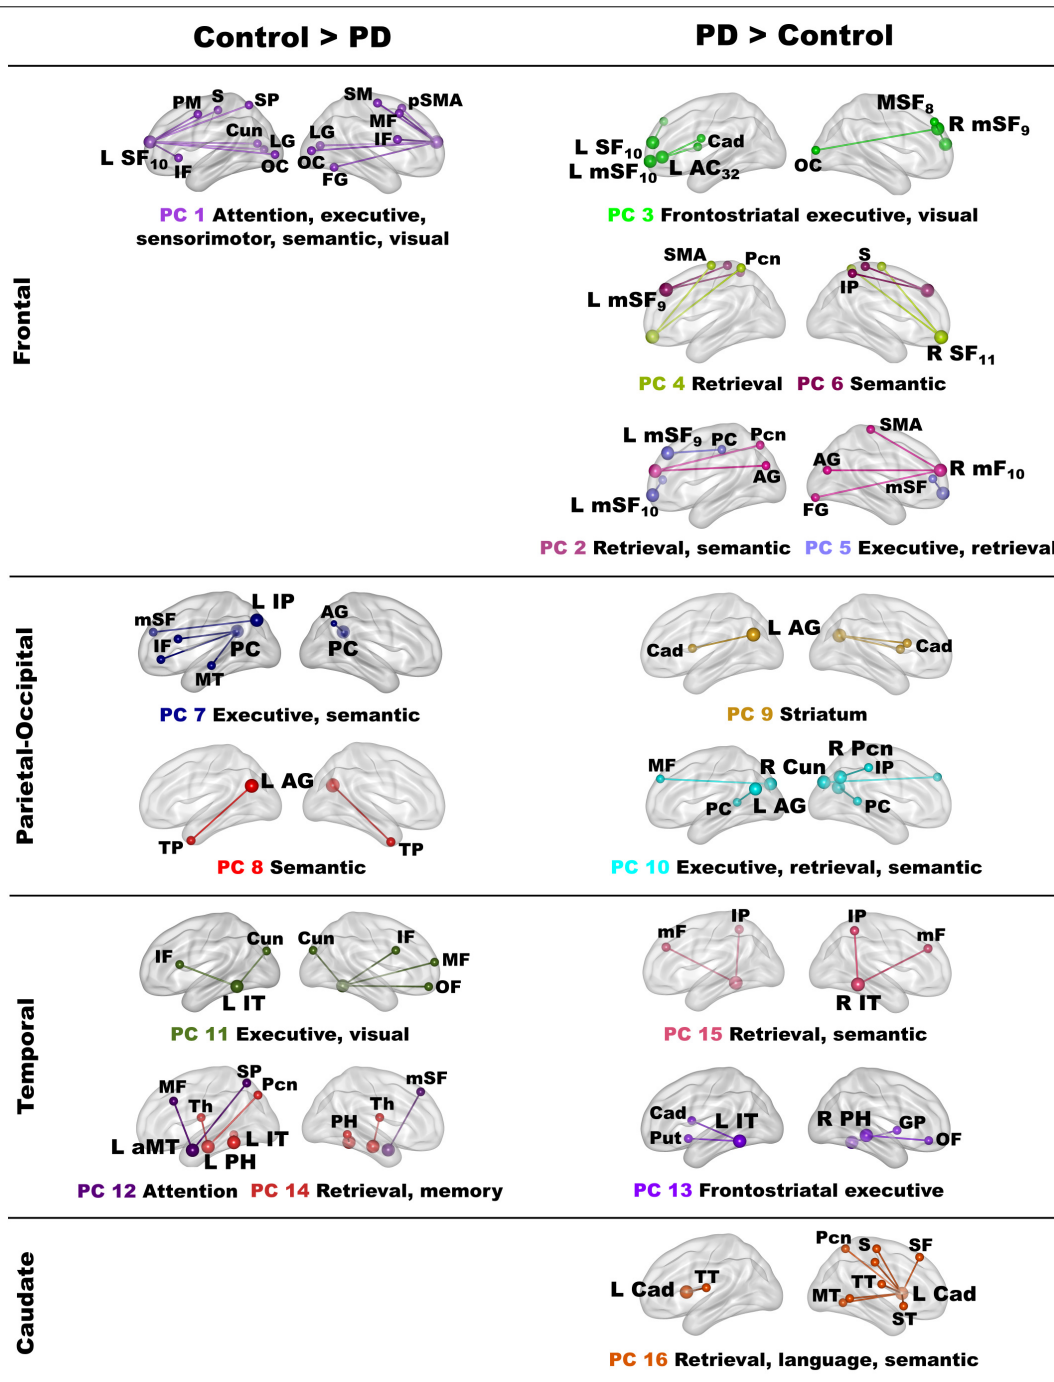 Control > PD
PD > Control
Frontal
PM S SP
Cun LG
L SF10
IF OC
SM pSMA
MF
LG IF
OC
FG
PC 1 Attention, executive,
sensorimotor, semantic, visual
L SF10 Cad
L mSF10 L AC32
MSF8
R mSF9
OC
PC 3 Frontostriatal executive, visual
SMA Pcn
L mSF9
S
IP
R SF11
PC 4 Retrieval PC 6 Semantic
L mSF9 PC Pcn
AG
L mSF10
SMA
AG R mF10
mSF
FG
PC 2 Retrieval, semantic PC 5 Executive, retrieval
Parietal-Occipital
L IP
mSF
IF PC
MT
AG
PC
PC 7 Executive, semantic
L AG
Cad
Cad
PC 9 Striatum
L AG
TP
TP
PC 8 Semantic
R Pcn
MF R Cun IP
PC L AG PC
PC 10 Executive, retrieval, semantic
Temporal
IF Cun
L IT
Cun IF
MF
OF
PC 11 Executive, visual
IP
mF
IP
mF
R IT
PC 15 Retrieval, semantic
SP
MF Pcn
Th
L aMT L IT
L PH
mSF
Th
PH
PC 12 Attention PC 14 Retrieval, memory
Cad L IT
Put
R PH GP
OF
PC 13 Frontostriatal executive
Caudate
L Cad TT
Pcn S SF
TT
MT L Cad
ST
PC 16 Retrieval, language, semantic